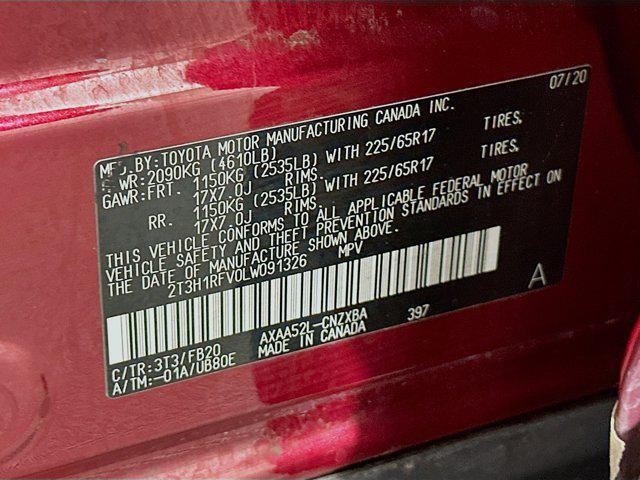 07/20
MFD.BY:TOYOTA MOTOR MANUFACTURING CANADA INC.
GVWR:2090KG (4610LB)
GAWR:FRT. 1150KG (2535LB) WITH 225/65R17 TIRES,
17X7.0J RIMS,
RR. 1150KG (2535LB) WITH 225/65R17 TIRES,
17X7.0J RIMS.
THIS VEHICLE CONFORMS TO ALL APPLICABLE FEDERAL MOTOR
VEHICLE SAFETY AND THEFT PREVENTION STANDARDS IN EFFECT ON
THE DATE OF MANUFACTURE SHOWN ABOVE.
2T3H1RFV0LW091326 MPV
A
AXAA52L-CNZXBA 397
C/TR:3T3/FB20 MADE IN CANADA
A/TM:-01A/UB80E